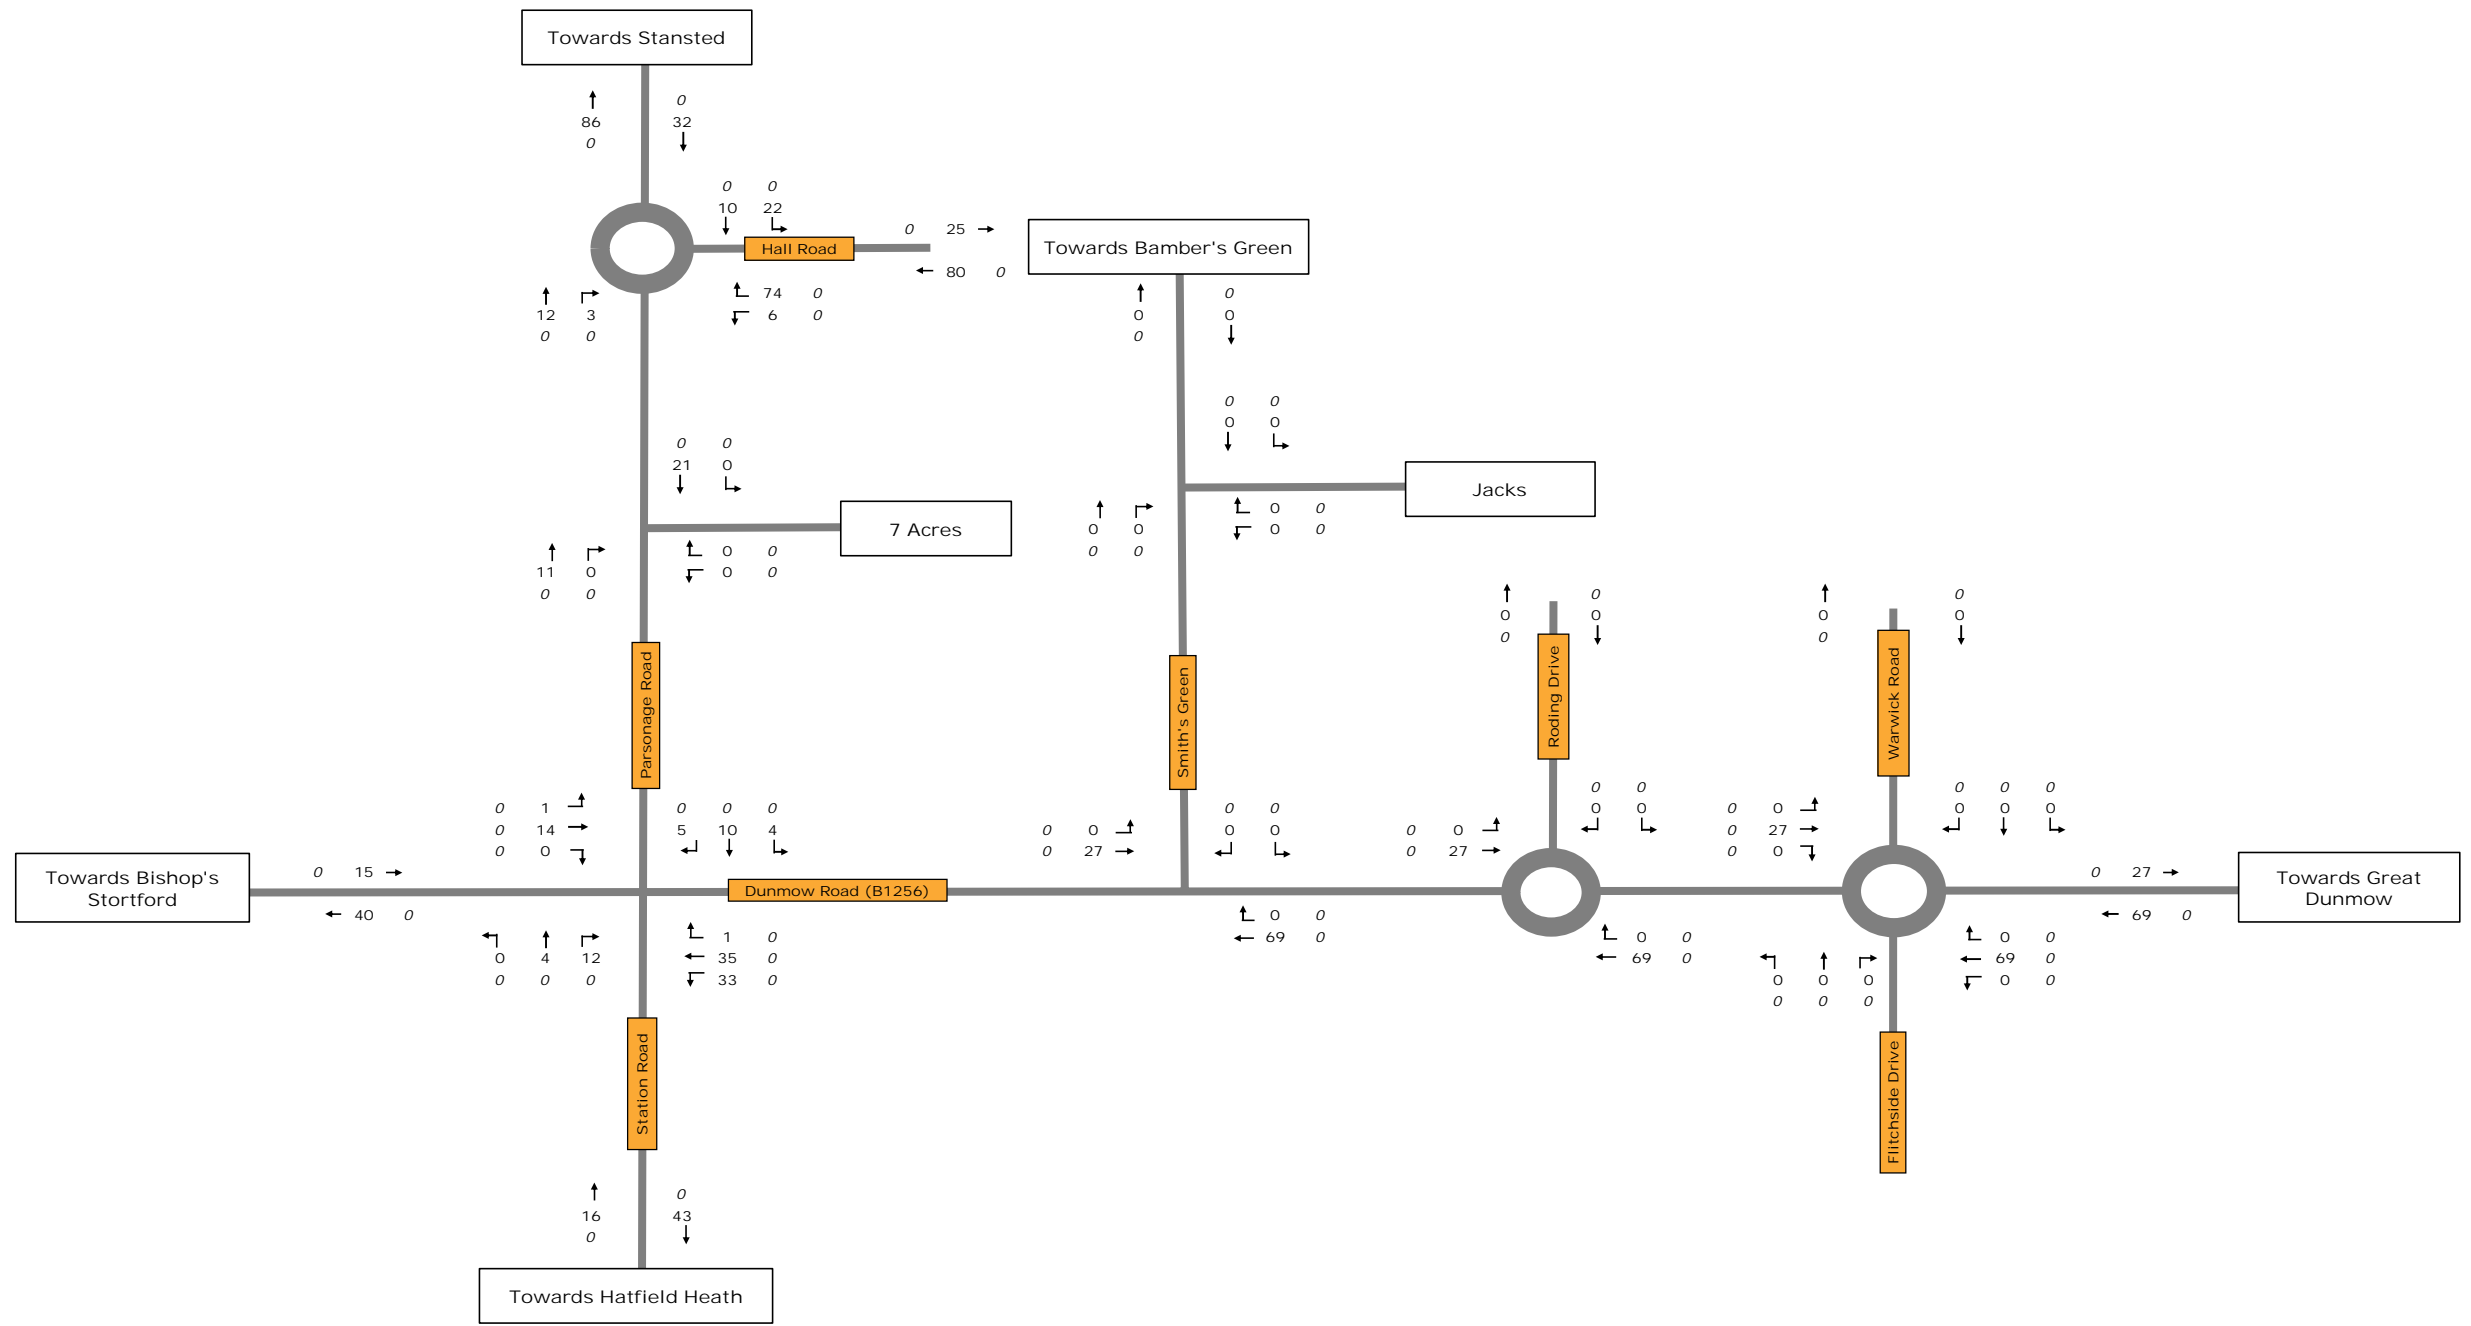 Towards Stansted
0
86 32
0
0 0
10 22
0 25
Hall Road
Towards Bamber's Green
80 0
74 0
12 3 6 0
0 0
0
0 0
0
0 0
0 0
0 0
21 0
Jacks
7 Acres
0 0
0 0 0 0
0 0
0 0
11 0 0 0
0 0
0 0
0 0
0 0
0 0
0 0
Parsonage Road
Smith's Green
Roding Drive
Warwick Road
0 0 0 0 0
0 1 0 0 0 0 0 0 0 0 0 0 0
0 14 5 10 4 0 0 0 0 0 0 0 27
0 0 0 27 0 27 0 0
Towards Bishop's
Stortford
0 15
Dunmow Road (B1256)
0 27
Towards Great
Dunmow
40 0 0 0 69 0
1 0 69 0 0 0 0 0
0 4 12 35 0 69 0 69 0
0 0 0 33 0 0 0 0 0 0
0 0 0
Station Road
Flitchside Drive
0
16 43
0
Towards Hatfield Heath